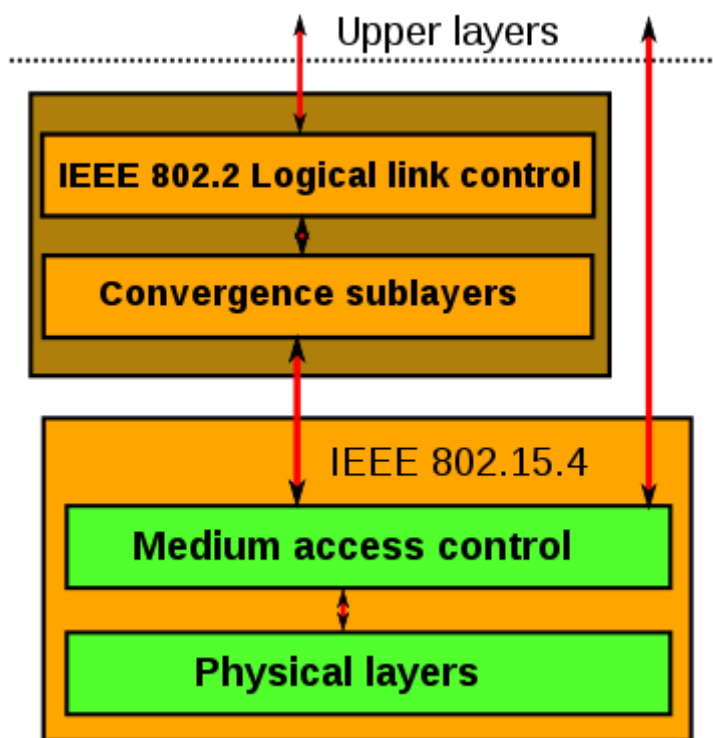 Upper layers
IEEE 802.2 Logical link control
Convergence sublayers
IEEE 802.15.4
Medium access control
Physical layers